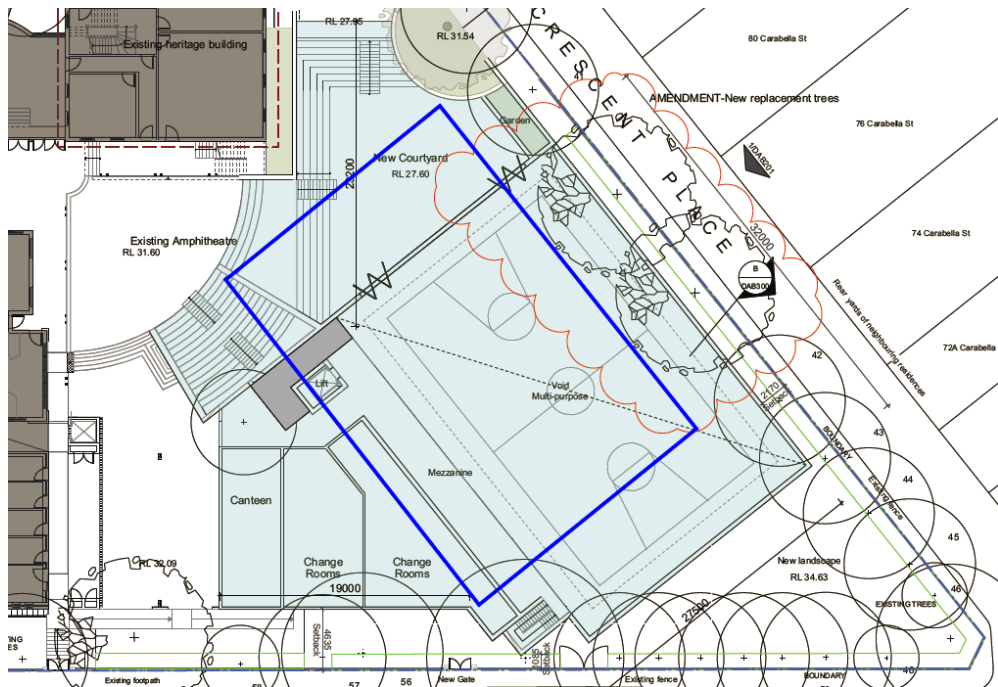 RL 27.95
RL 31.54
Existing heritage building
80 Carabella St
CRESCENT PLACE
41
AMENDMENT-New replacement trees
Garden
76 Carabella St
1/DAB201
New Courtyard
RL 27.60
Existing Amphitheatre
RL 31.60
32000
74 Carabella St
B
DAB300
Rear yards of neighbouring residences
72A Carabella
42
Lift
Void
Multi-purpose
2170
Setback
BOUNDARY
43
Mezzanine
44
Existing fence
Canteen
45
RL 32.09
Change
Rooms
Change
Rooms
New landscape
RL 34.63
46
19000
EXISTING TREES
27500
4635
Setback
Setback
Existing footpath
57
56
New Gate
Existing fence
BOUNDARY